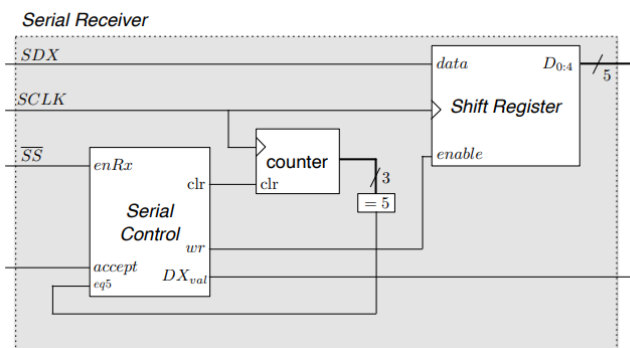 Serial Receiver
SDX
data
D0:4
5
SCLK
Shift Register
SS
enRx
counter
enable
clr
clr
3
= 5
Serial
Control
wr
accept
DXval
eq5